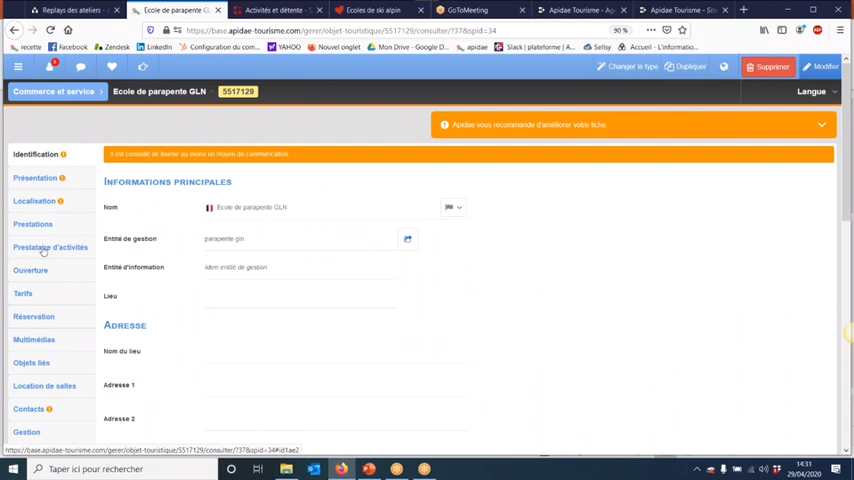 Replays des ateliers - A
Ecole de parapente GL
Activités et détente - S
Ecoles de ski alpin
GoToMeeting
Apidae Tourisme - Age
Apidae Tourisme - Site
https://base.apidae-tourisme.com/gerer/objet-touristique/5517129/consulter/?37&spid=34
90 %
recette
Facebook
Zendesk
LinkedIn
Configuration du com...
YAHOO
Nouvel onglet
Mon Drive - Google D...
apidae
Slack | plateforme | A...
Sellsy
Accueil - L'informatio...
Changer le type
Dupliquer
Supprimer
Modifier
Commerce et service
Ecole de parapente GLN
5517129
Langue
Apidae vous recommande d'améliorer votre fiche.
Identification
Il est conseillé de fournir au moins un moyen de communication.
Présentation
INFORMATIONS PRINCIPALES
Localisation
Nom
Ecole de parapente GLN
Prestations
Entité de gestion
parapente gln
Prestataire d'activités
Entité d'information
Idem entité de gestion
Ouverture
Tarifs
Lieu
Réservation
ADRESSE
Multimédias
Nom du lieu
Objets liés
Location de salles
Adresse 1
Contacts
Adresse 2
Gestion
https://base.apidae-tourisme.com/gerer/objet-touristique/5517129/consulter/?37&spid=34#id1ae2
Taper ici pour rechercher
14:31
29/04/2020